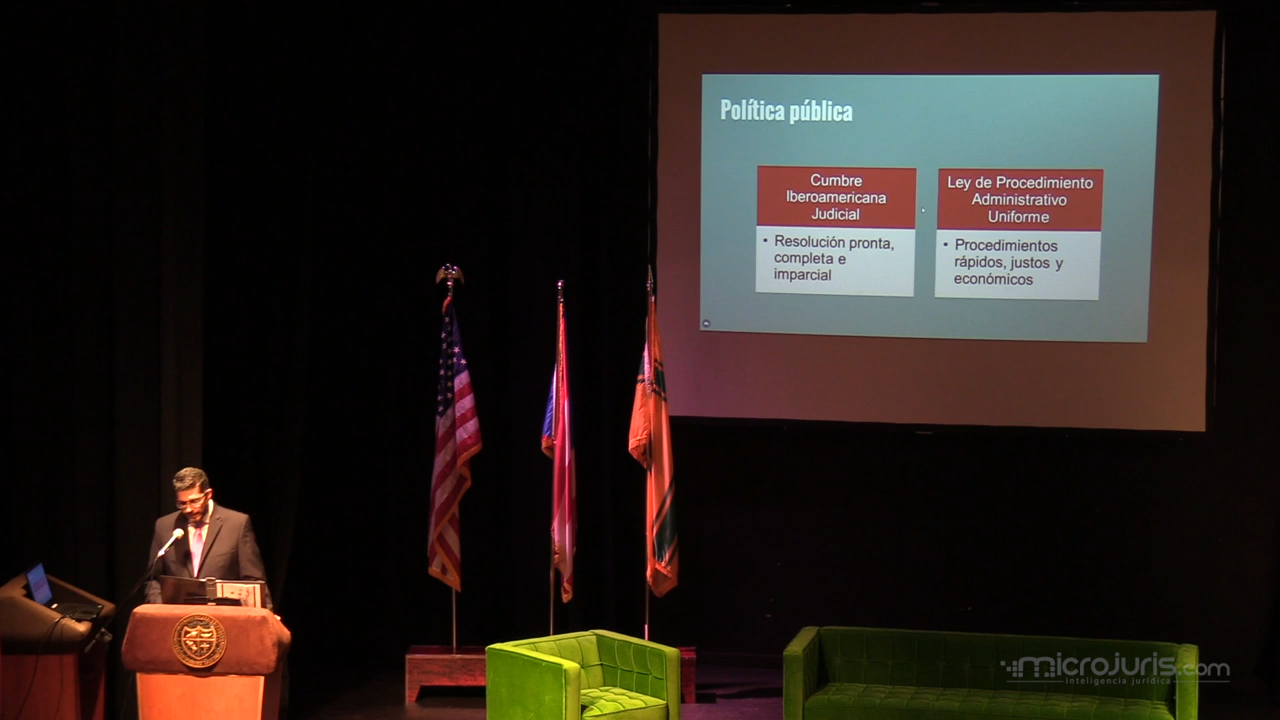 Política pública
Cumbre
Iberoamericana
Judicial
• Resolución pronta,
completa e
imparcial
Ley de Procedimiento
Administrativo
Uniforme
• Procedimientos
rápidos, justos y
económicos
microjuris.com
inteligencia jurídica